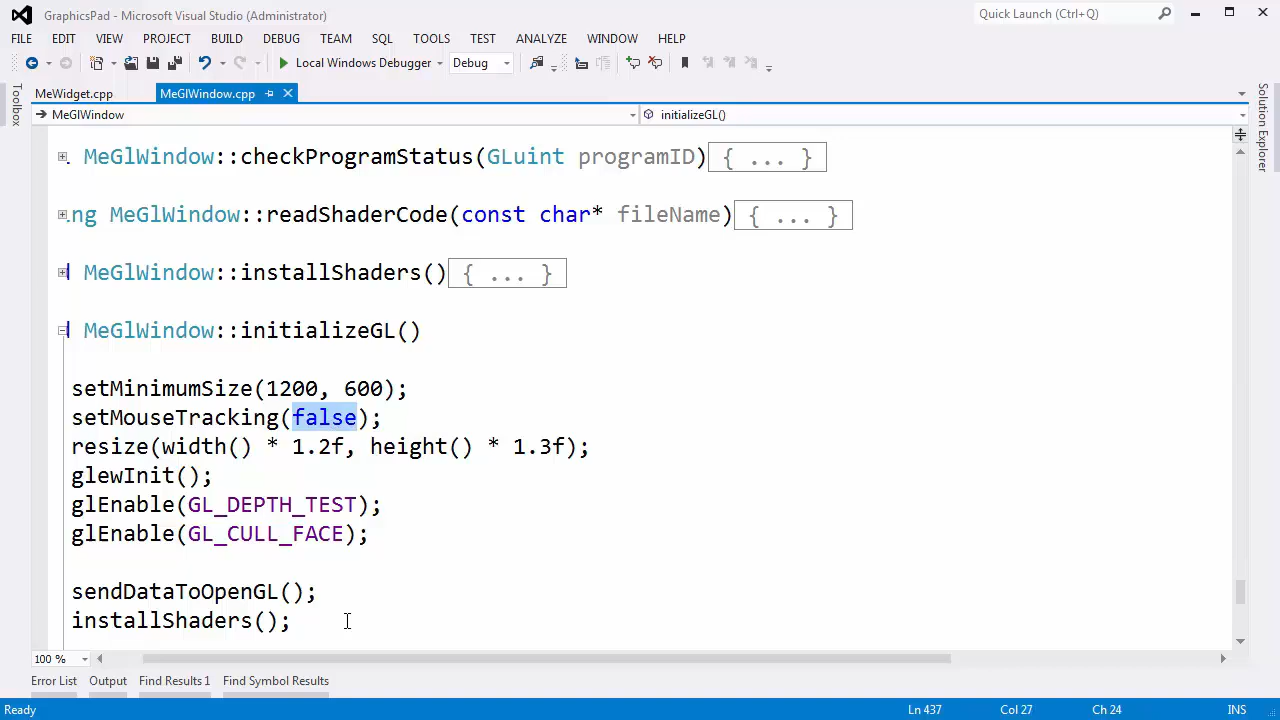 GraphicsPad - Microsoft Visual Studio (Administrator) Quick Launch (Ctrl+Q)
FILE EDIT VIEW PROJECT BUILD DEBUG TEAM SQL TOOLS TEST ANALYZE WINDOW HELP
Local Windows Debugger Debug
MeWidget.cpp MeGlWindow.cpp
MeGlWindow initializeGL()
Toolbox
Solution Explorer
MeGlWindow::checkProgramStatus(GLuint programID){ ... }
ng MeGlWindow::readShaderCode(const char* fileName){ ... }
MeGlWindow::installShaders(){ ... }
MeGlWindow::initializeGL()
setMinimumSize(1200, 600);
setMouseTracking(false);
resize(width() * 1.2f, height() * 1.3f);
glewInit();
glEnable(GL_DEPTH_TEST);
glEnable(GL_CULL_FACE);
sendDataToOpenGL();
installShaders();
100 %
Error List Output Find Results 1 Find Symbol Results
Ready Ln 437 Col 27 Ch 24 INS